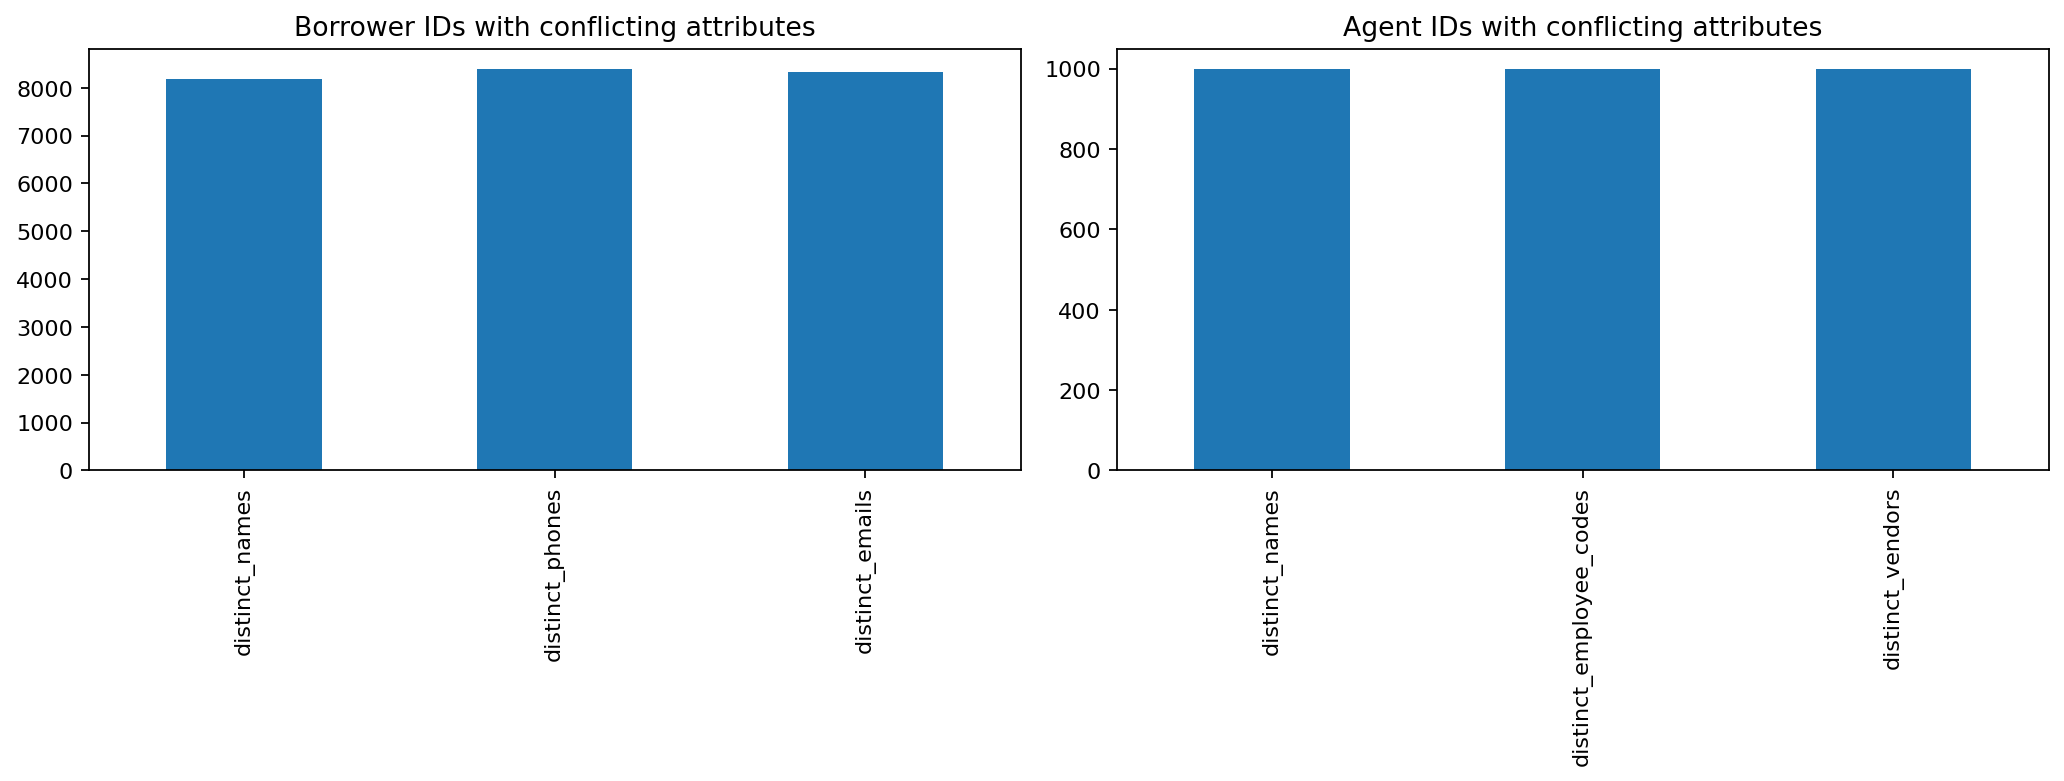 Borrower IDs with conflicting attributes
8000
7000
6000
5000
4000
3000
2000
1000
0
distinct_names
distinct_phones
distinct_emails
Agent IDs with conflicting attributes
1000
800
600
400
200
0
distinct_names
distinct_employee_codes
distinct_vendors